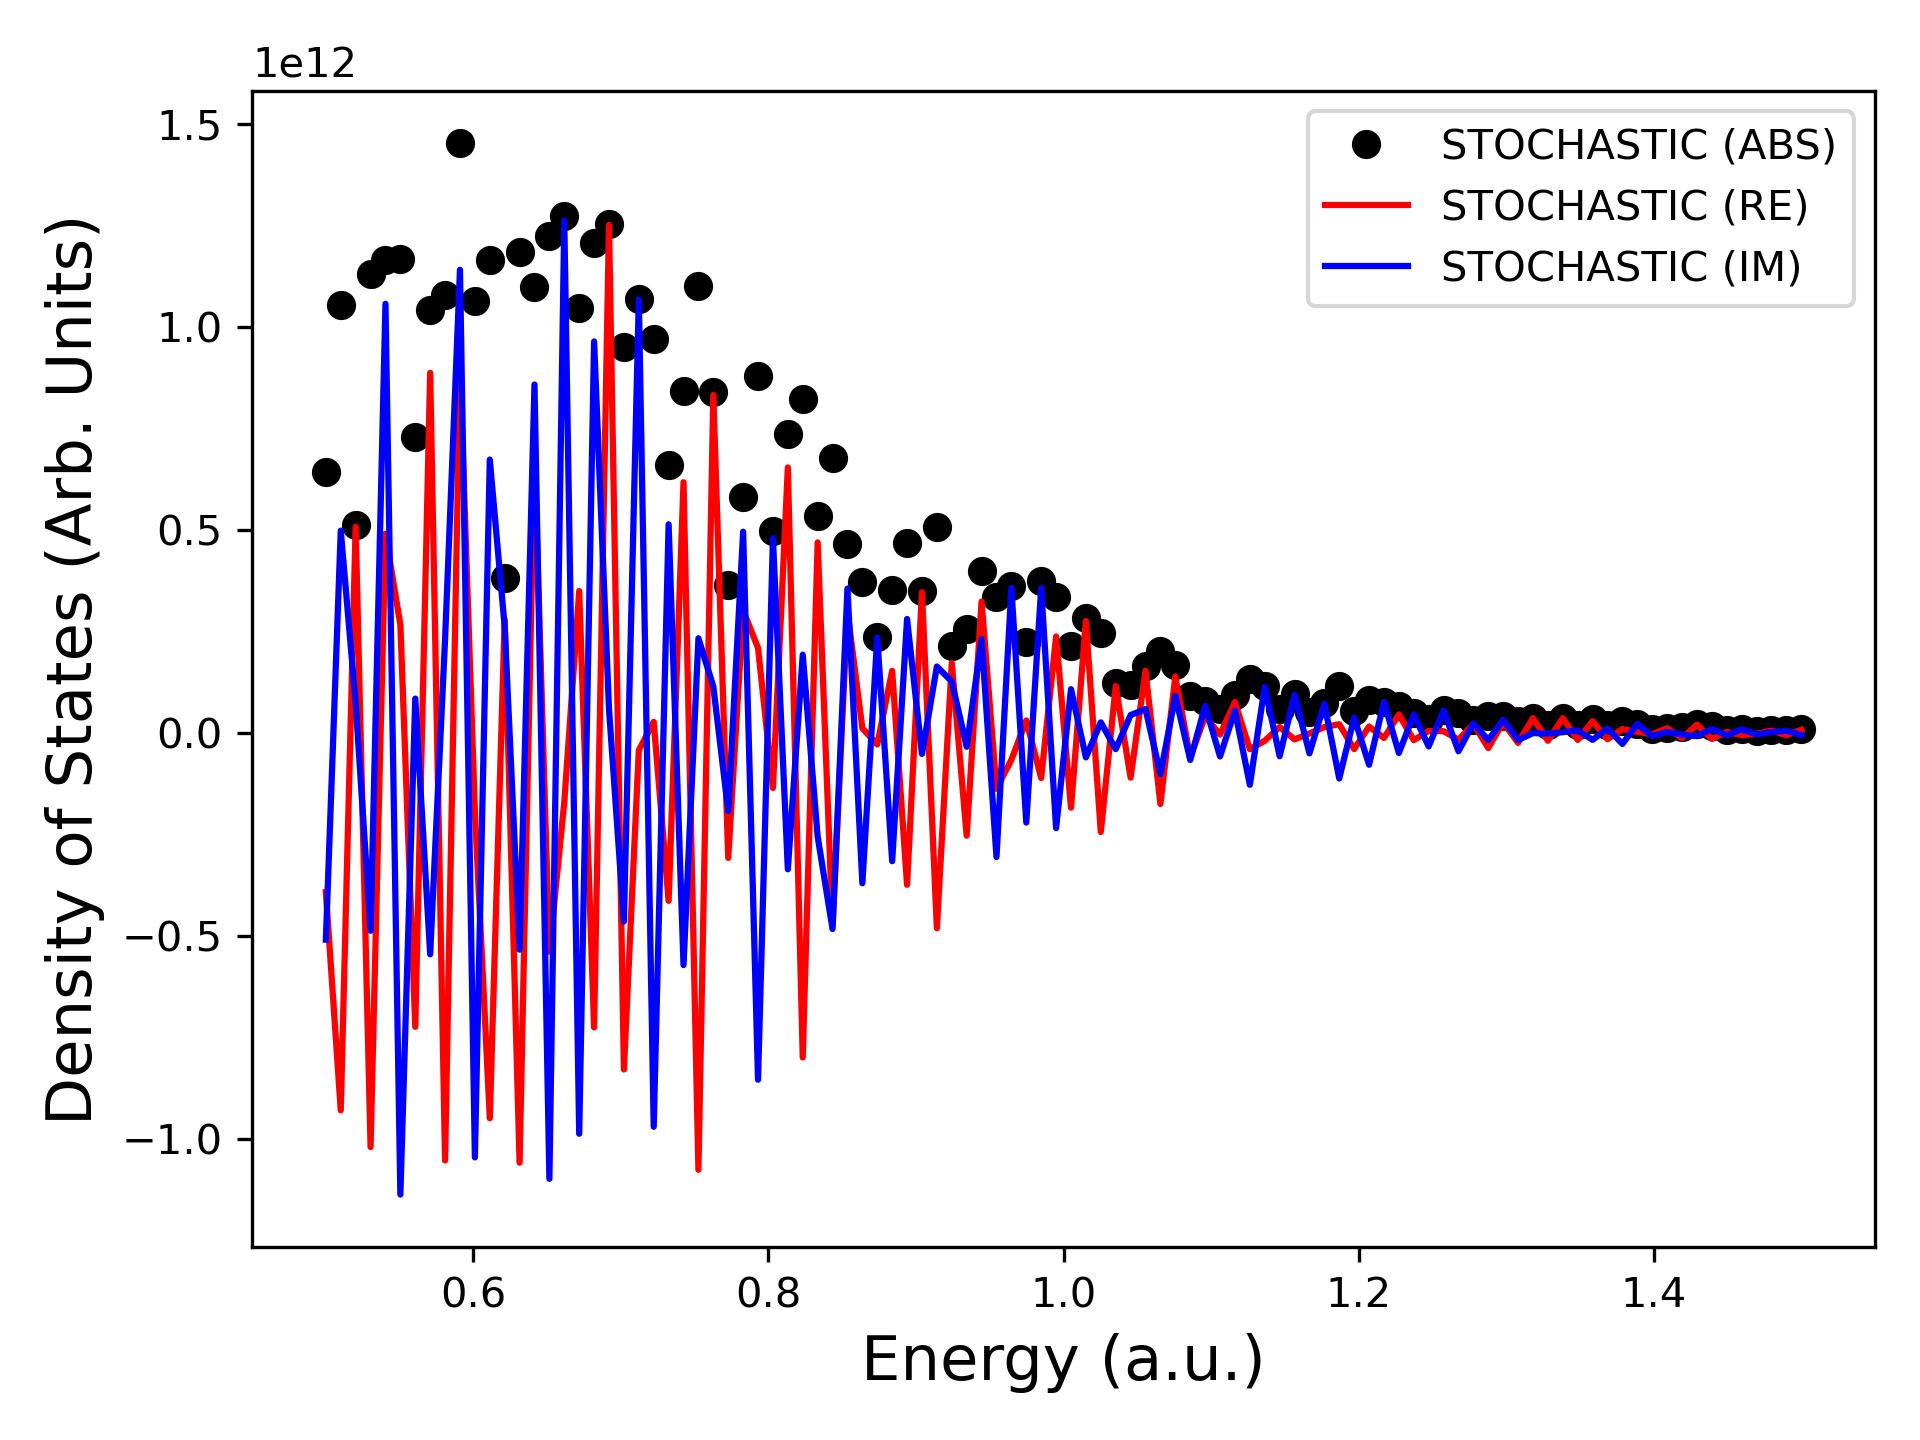 1e12
1.5
1.0
0.5
0.0
−0.5
−1.0
Density of States (Arb. Units)
STOCHASTIC (ABS)
STOCHASTIC (RE)
STOCHASTIC (IM)
0.6 0.8 1.0 1.2 1.4
Energy (a.u.)